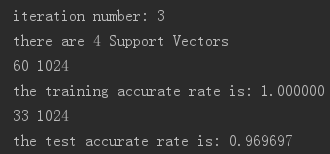 iteration number: 3
there are 4 Support Vectors
60 1024
the training accurate rate is: 1.000000
33 1024
the test accurate rate is: 0.969697